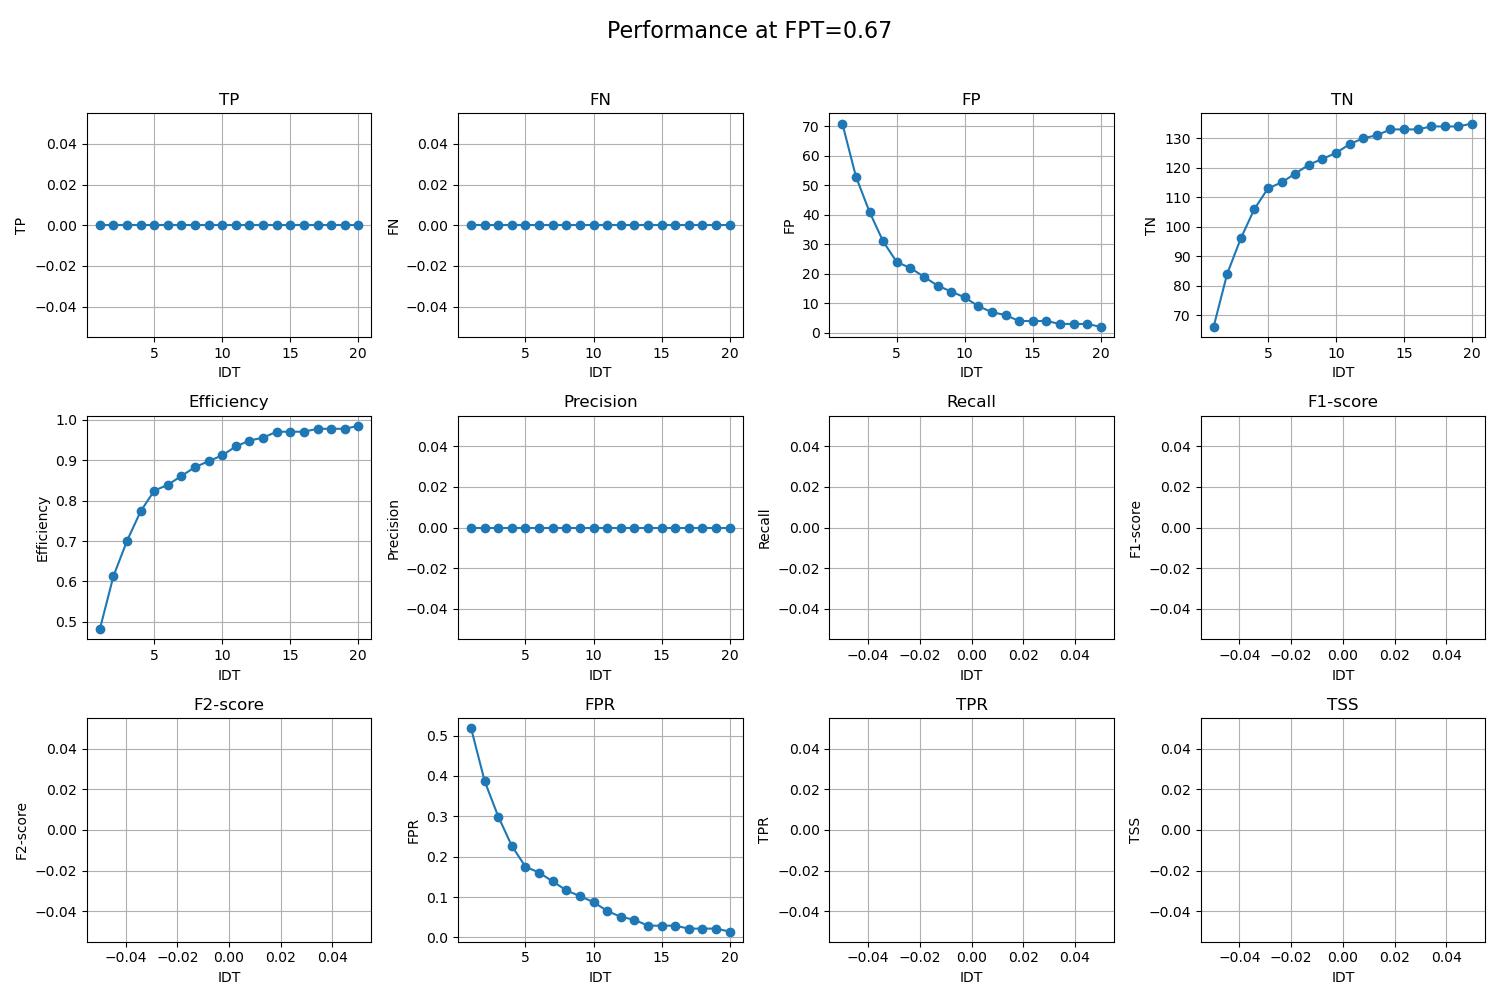 Performance at FPT=0.67
TP
0.04
0.02
0.00
−0.02
−0.04
TP
5 10 15 20
IDT
FN
0.04
0.02
0.00
−0.02
−0.04
FN
5 10 15 20
IDT
FP
70
60
50
40
30
20
10
0
FP
5 10 15 20
IDT
TN
130
120
110
100
90
80
70
TN
5 10 15 20
IDT
Efficiency
1.0
0.9
0.8
0.7
0.6
0.5
Efficiency
5 10 15 20
IDT
Precision
0.04
0.02
0.00
−0.02
−0.04
Precision
5 10 15 20
IDT
Recall
0.04
0.02
0.00
−0.02
−0.04
Recall
−0.04 −0.02 0.00 0.02 0.04
IDT
F1-score
0.04
0.02
0.00
−0.02
−0.04
F1-score
−0.04 −0.02 0.00 0.02 0.04
IDT
F2-score
0.04
0.02
0.00
−0.02
−0.04
F2-score
−0.04 −0.02 0.00 0.02 0.04
IDT
FPR
0.5
0.4
0.3
0.2
0.1
0.0
FPR
5 10 15 20
IDT
TPR
0.04
0.02
0.00
−0.02
−0.04
TPR
−0.04 −0.02 0.00 0.02 0.04
IDT
TSS
0.04
0.02
0.00
−0.02
−0.04
TSS
−0.04 −0.02 0.00 0.02 0.04
IDT